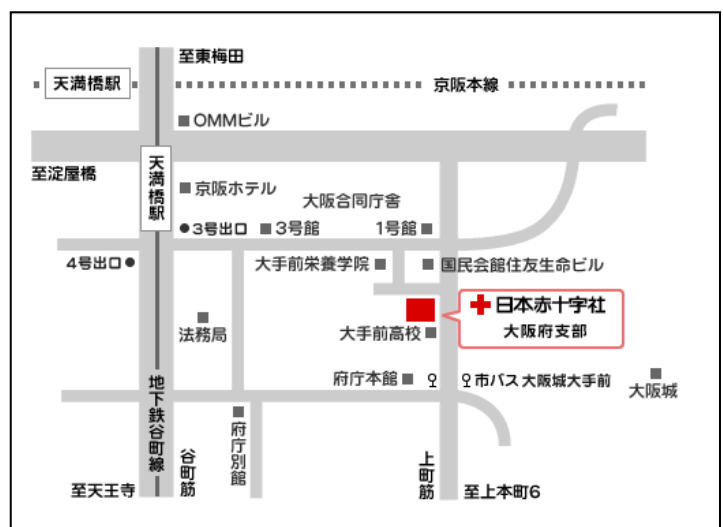 至東梅田
天満橋駅
京阪本線
OMMビル
至淀屋橋
天満橋駅
京阪ホテル
大阪合同庁舎
3号出口
3号館
1号館
4号出口
大手前栄養学院
国民会館住友生命ビル
日本赤十字社
大阪府支部
法務局
大手前高校
府庁本館
市バス 大阪城大手前
大阪城
地下鉄谷町線
谷町筋
府庁別館
上町筋
至天王寺
至上本町6